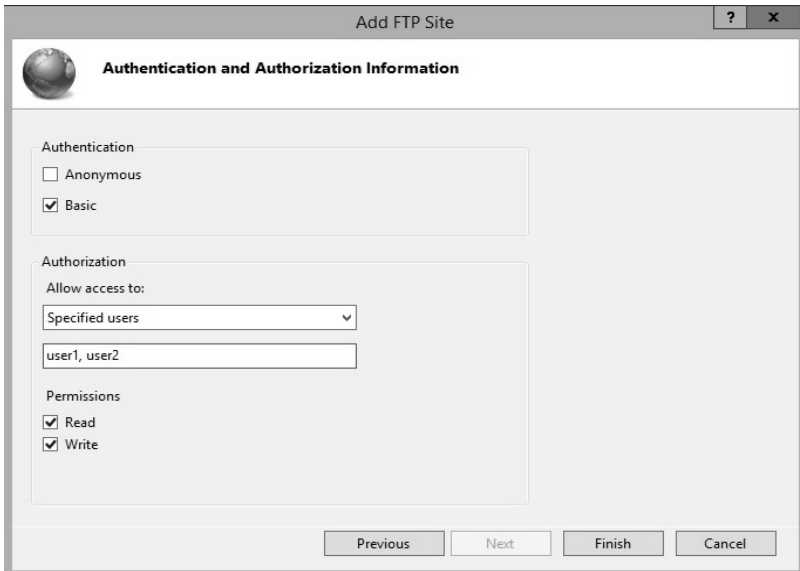 Add FTP Site
? x
Authentication and Authorization Information
Authentication
Anonymous
Basic
Authorization
Allow access to:
Specified users
user1, user2
Permissions
Read
Write
Previous Next Finish Cancel